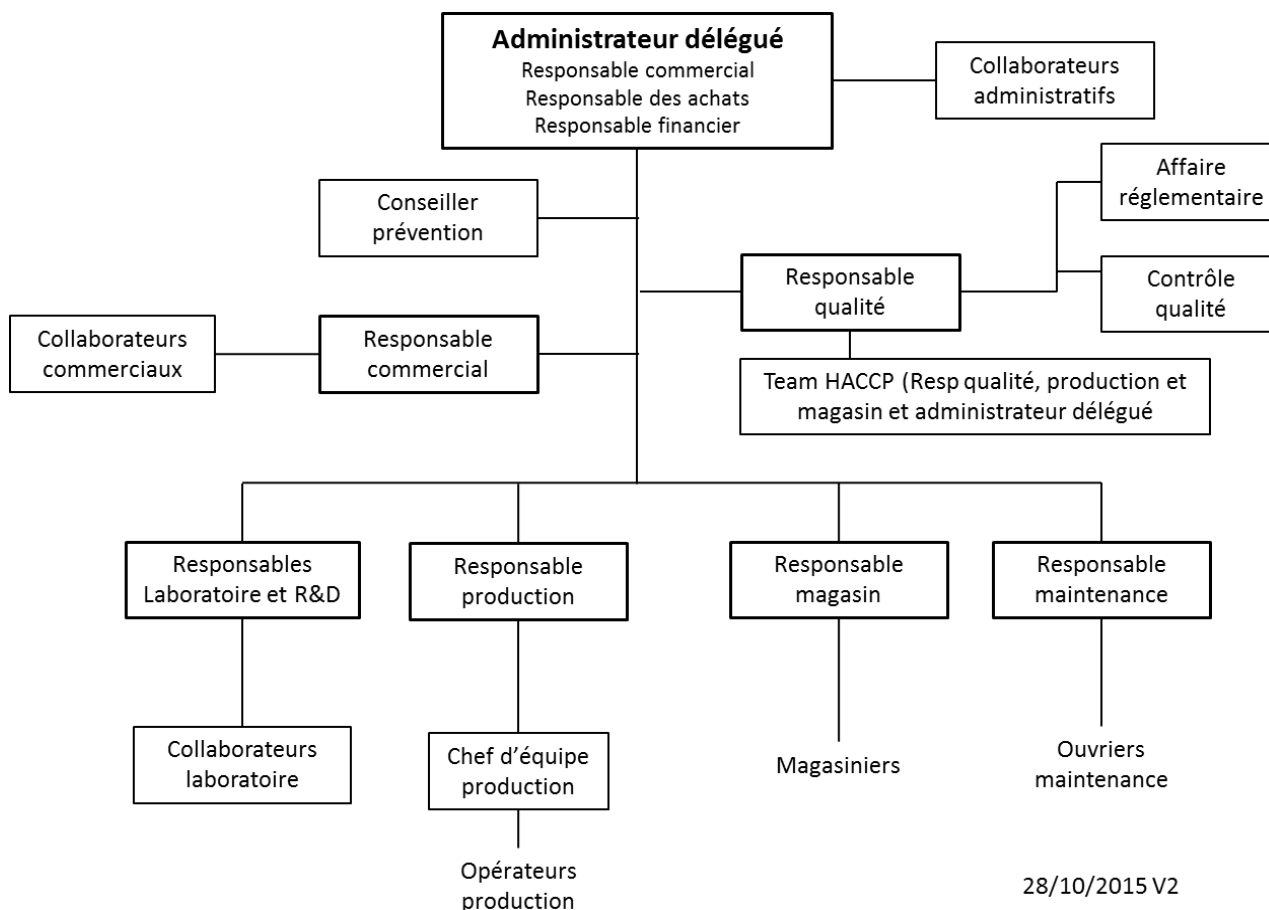 Administrateur délégué
Responsable commercial
Responsable des achats
Responsable financier
Collaborateurs
administratifs
Affaire
réglementaire
Conseiller
prévention
Responsable
qualité
Contrôle
qualité
Collaborateurs
commerciaux
Responsable
commercial
Team HACCP (Resp qualité, production et
magasin et administrateur délégué
Responsables
Laboratoire et R&D
Responsable
production
Responsable
magasin
Responsable
maintenance
Collaborateurs
laboratoire
Chef d’équipe
production
Magasiniers
Ouvriers
maintenance
Opérateurs
production
28/10/2015 V2